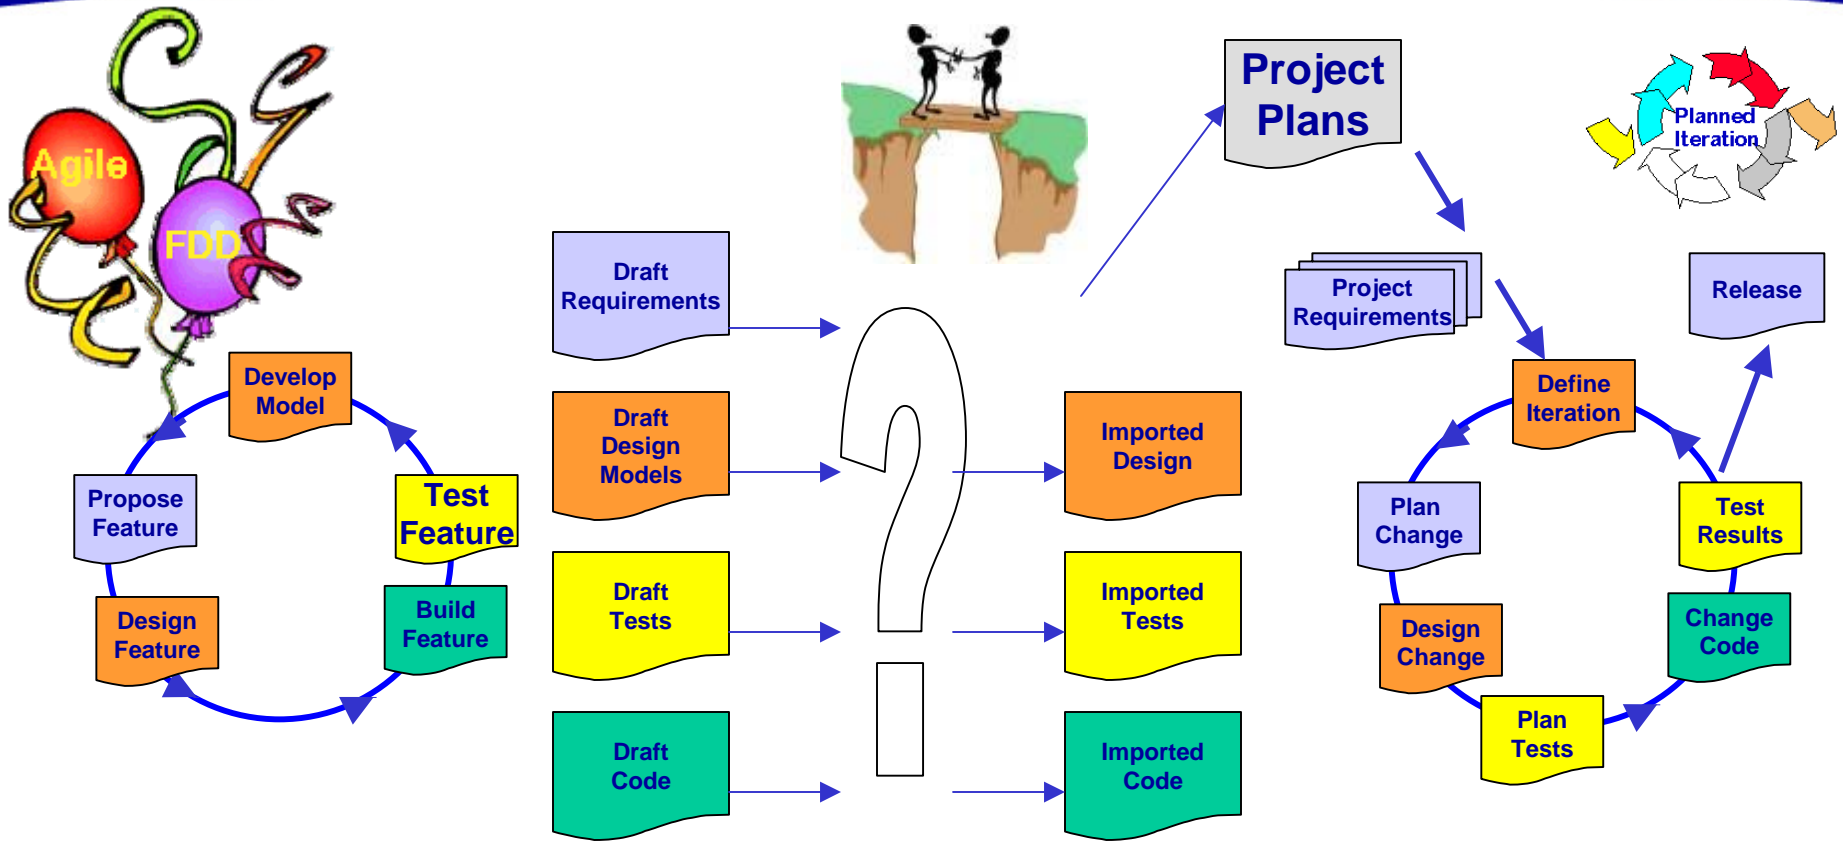 Agile
FDD
Develop
Model
Propose
Feature
Test
Feature
Design
Feature
Build
Feature
Draft
Requirements
Draft
Design
Models
Draft
Tests
Draft
Code
?
Imported
Design
Imported
Tests
Imported
Code
Project
Plans
Planned
Iteration
Project
Requirements
Release
Define
Iteration
Plan
Change
Test
Results
Design
Change
Change
Code
Plan
Tests